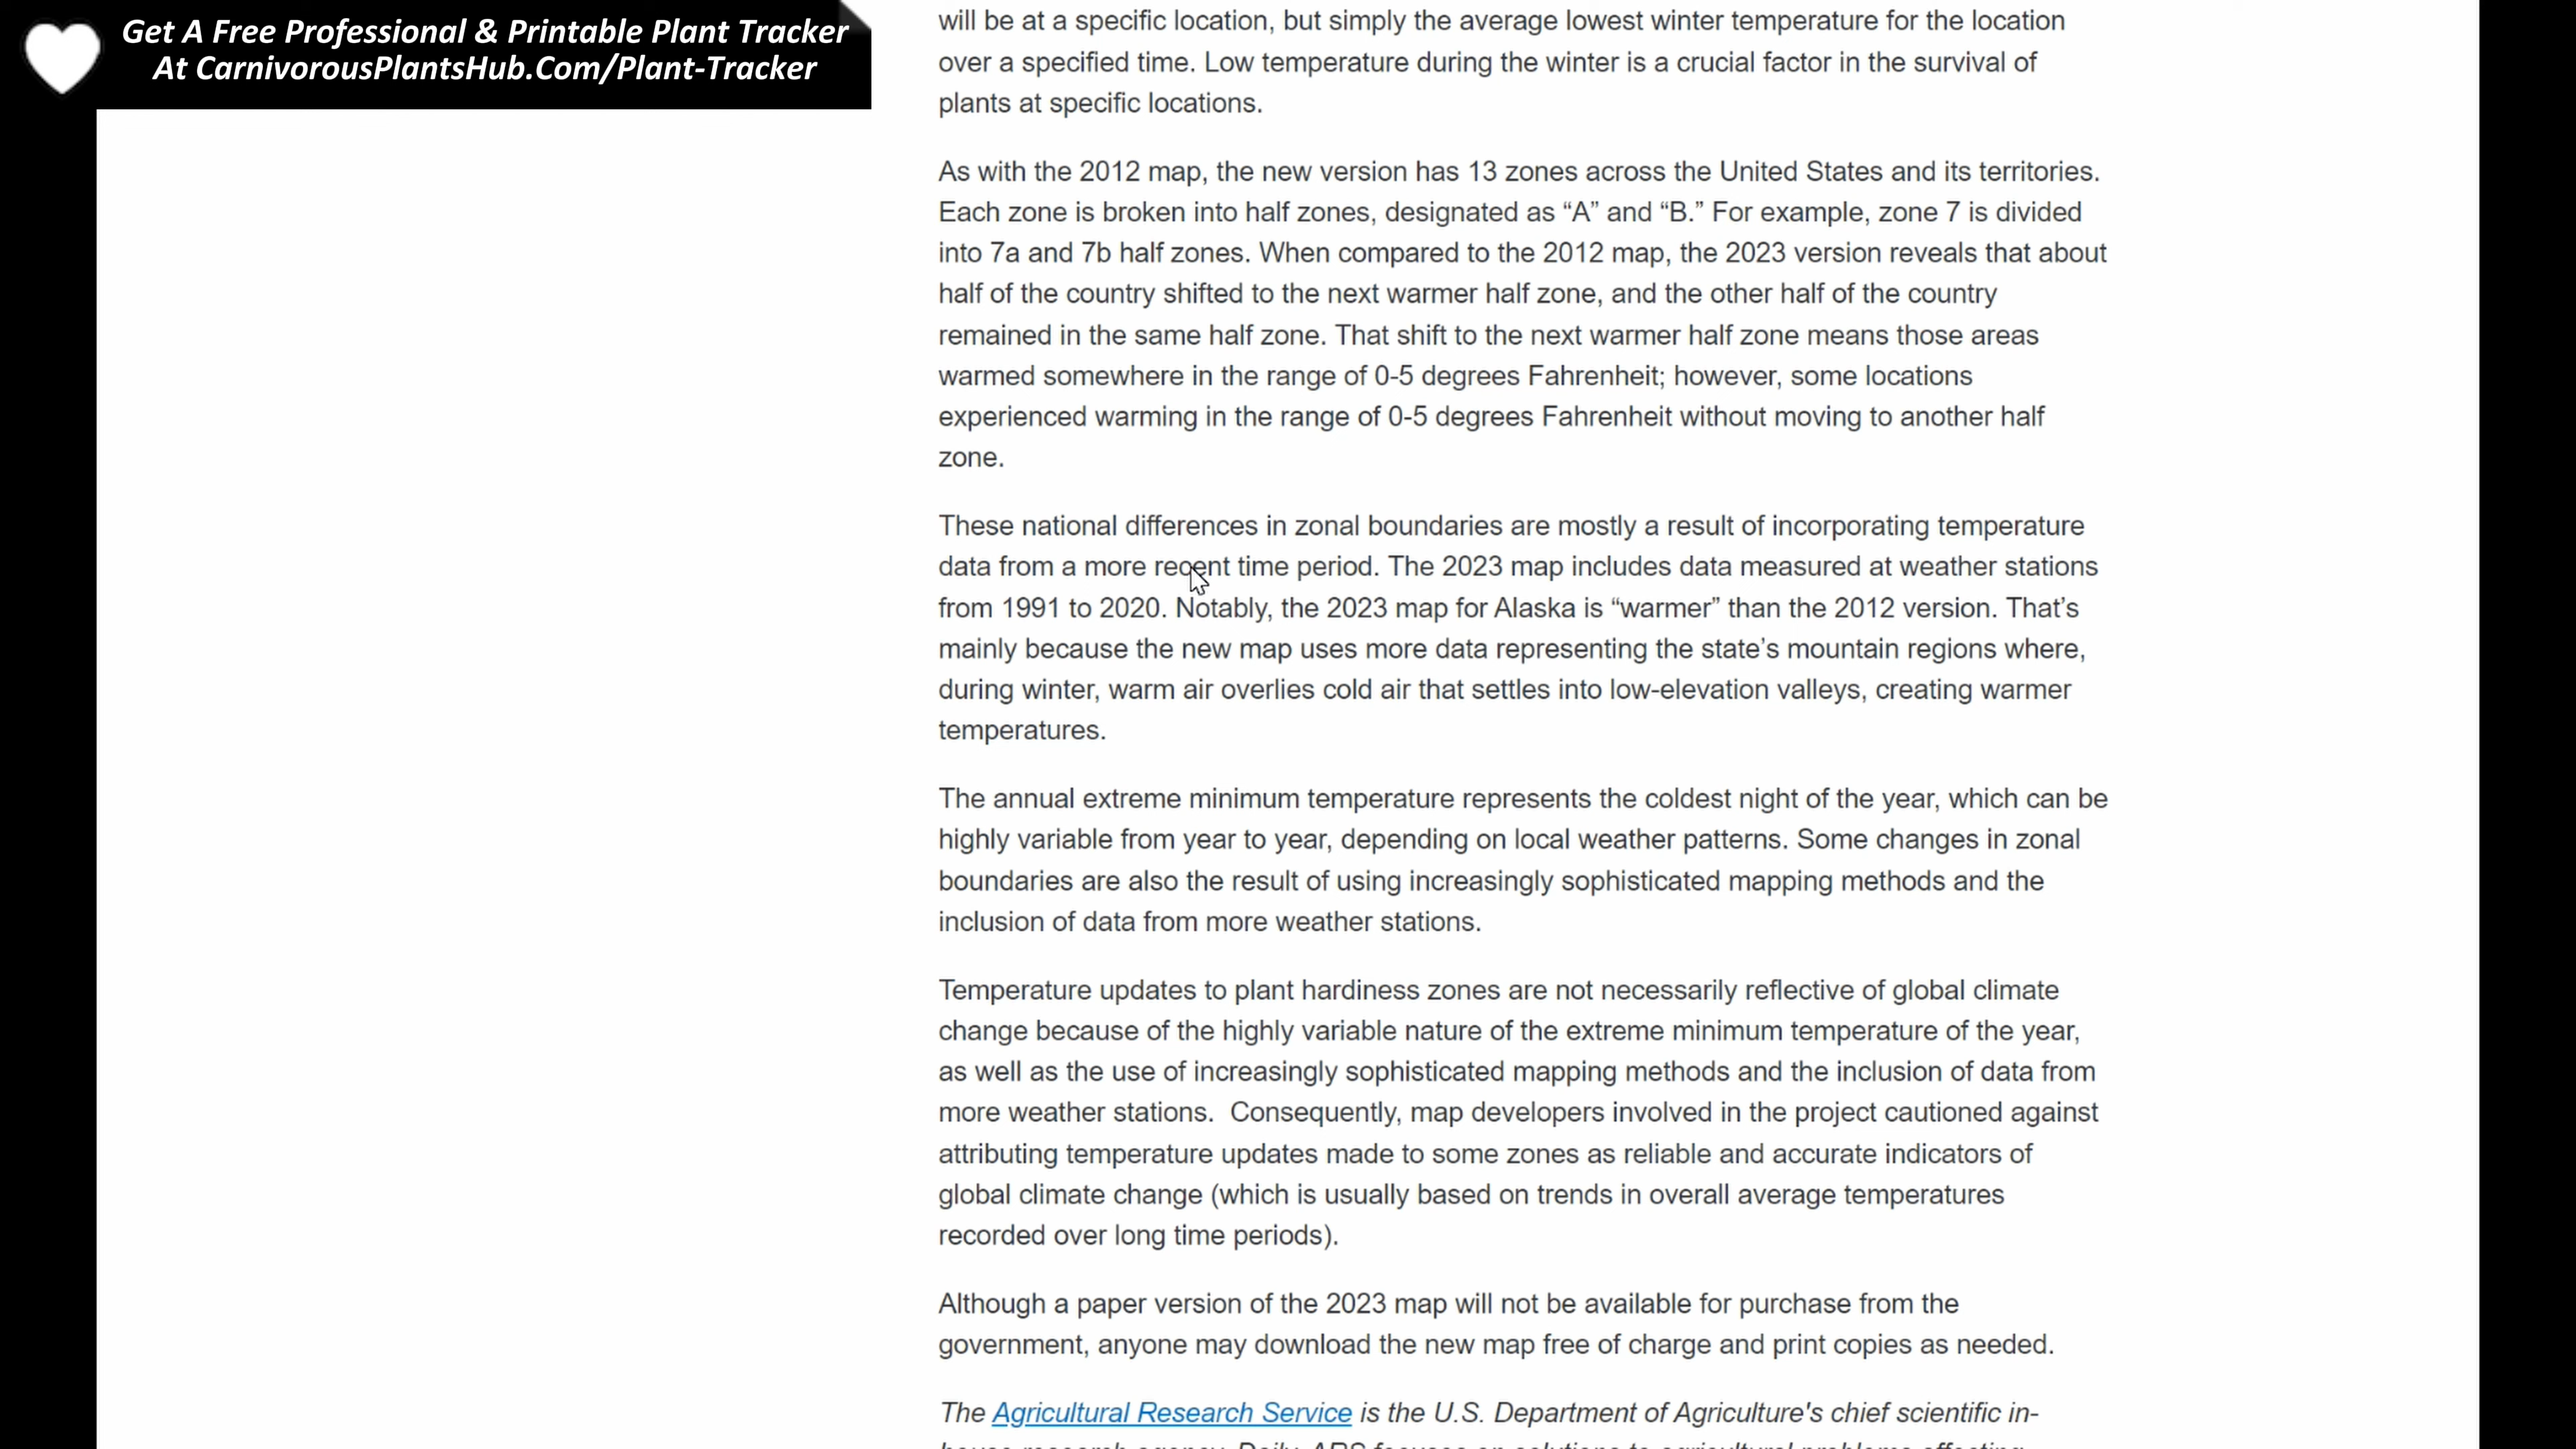 Get A Free Professional & Printable Plant Tracker
At CarnivorousPlantsHub.Com/Plant-Tracker
will be at a specific location, but simply the average lowest winter temperature for the location
over a specified time. Low temperature during the winter is a crucial factor in the survival of
plants at specific locations.
As with the 2012 map, the new version has 13 zones across the United States and its territories.
Each zone is broken into half zones, designated as “A” and “B.” For example, zone 7 is divided
into 7a and 7b half zones. When compared to the 2012 map, the 2023 version reveals that about
half of the country shifted to the next warmer half zone, and the other half of the country
remained in the same half zone. That shift to the next warmer half zone means those areas
warmed somewhere in the range of 0-5 degrees Fahrenheit; however, some locations
experienced warming in the range of 0-5 degrees Fahrenheit without moving to another half
zone.
These national differences in zonal boundaries are mostly a result of incorporating temperature
data from a more recent time period. The 2023 map includes data measured at weather stations
from 1991 to 2020. Notably, the 2023 map for Alaska is “warmer” than the 2012 version. That’s
mainly because the new map uses more data representing the state’s mountain regions where,
during winter, warm air overlies cold air that settles into low-elevation valleys, creating warmer
temperatures.
The annual extreme minimum temperature represents the coldest night of the year, which can be
highly variable from year to year, depending on local weather patterns. Some changes in zonal
boundaries are also the result of using increasingly sophisticated mapping methods and the
inclusion of data from more weather stations.
Temperature updates to plant hardiness zones are not necessarily reflective of global climate
change because of the highly variable nature of the extreme minimum temperature of the year,
as well as the use of increasingly sophisticated mapping methods and the inclusion of data from
more weather stations.  Consequently, map developers involved in the project cautioned against
attributing temperature updates made to some zones as reliable and accurate indicators of
global climate change (which is usually based on trends in overall average temperatures
recorded over long time periods).
Although a paper version of the 2023 map will not be available for purchase from the
government, anyone may download the new map free of charge and print copies as needed.
The Agricultural Research Service is the U.S. Department of Agriculture's chief scientific in-
house research agency. Daily, ARS focuses on solutions to agricultural problems affecting